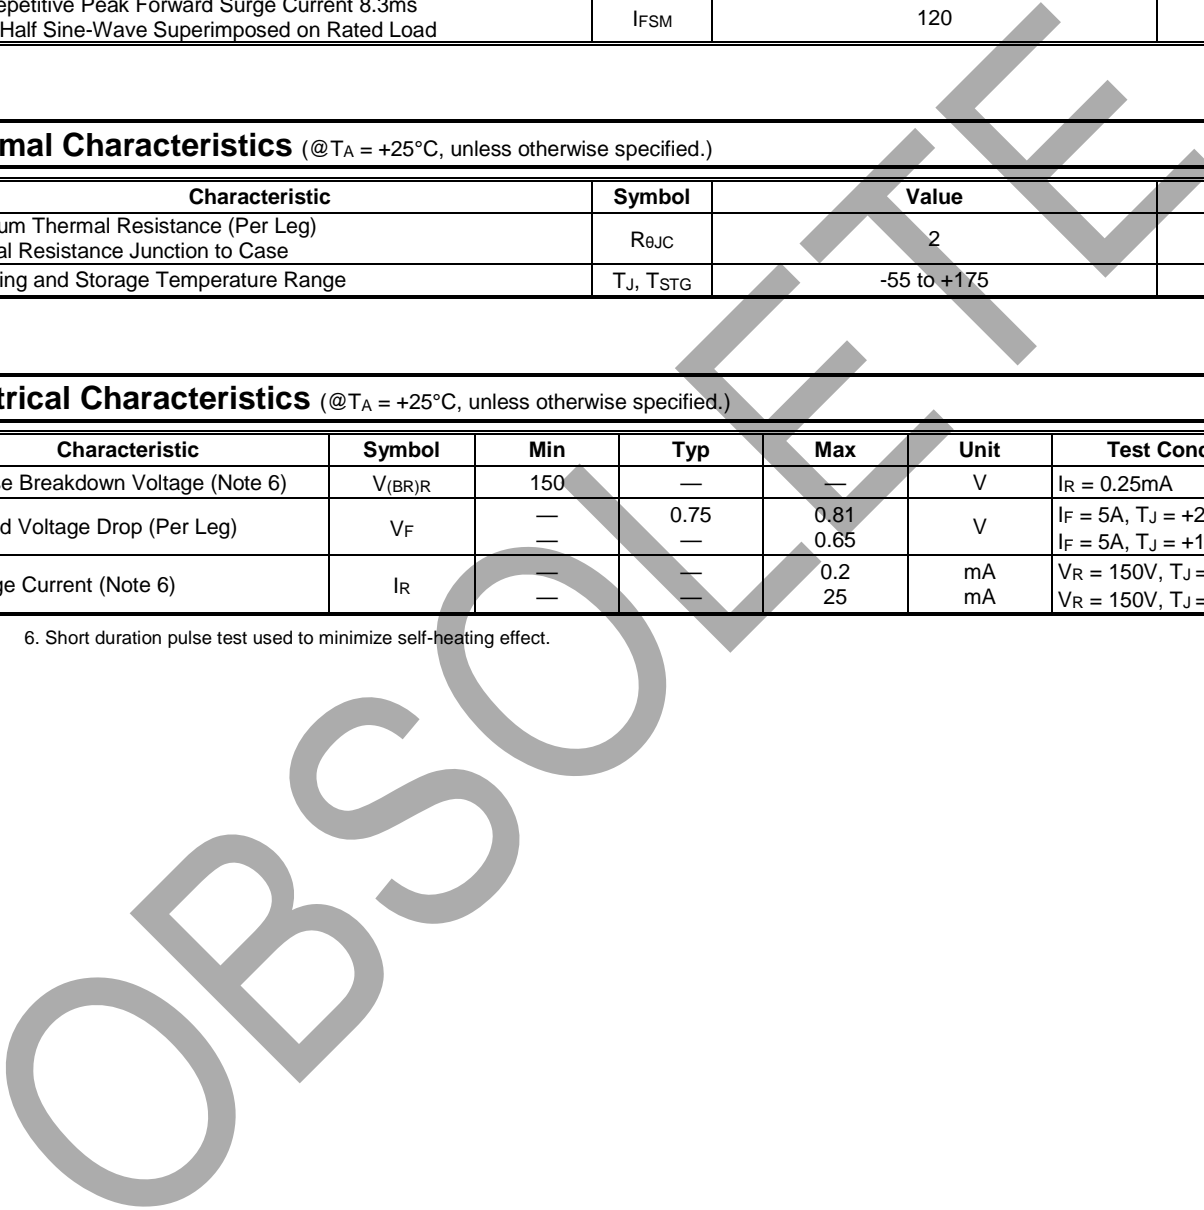 epetitive Peak Forward Surge Current 8.3ms
Half Sine-Wave Superimposed on Rated Load
IFSM
120
mal Characteristics (@TA = +25°C, unless otherwise specified.)
Characteristic Symbol Value
um Thermal Resistance (Per Leg)
al Resistance Junction to Case
RθJC
2
ing and Storage Temperature Range TJ, TSTG -55 to +175
trical Characteristics (@TA = +25°C, unless otherwise specified.)
Characteristic Symbol Min Typ Max Unit Test Cond
e Breakdown Voltage (Note 6) V(BR)R 150 — — V IR = 0.25mA
d Voltage Drop (Per Leg) VF
— 0.75 0.81
— — 0.65
V
IF = 5A, TJ = +2
IF = 5A, TJ = +1
ge Current (Note 6) IR
— — 0.2 mA VR = 150V, TJ =
— — 25 mA VR = 150V, TJ =
6. Short duration pulse test used to minimize self-heating effect.
OBSOLETE